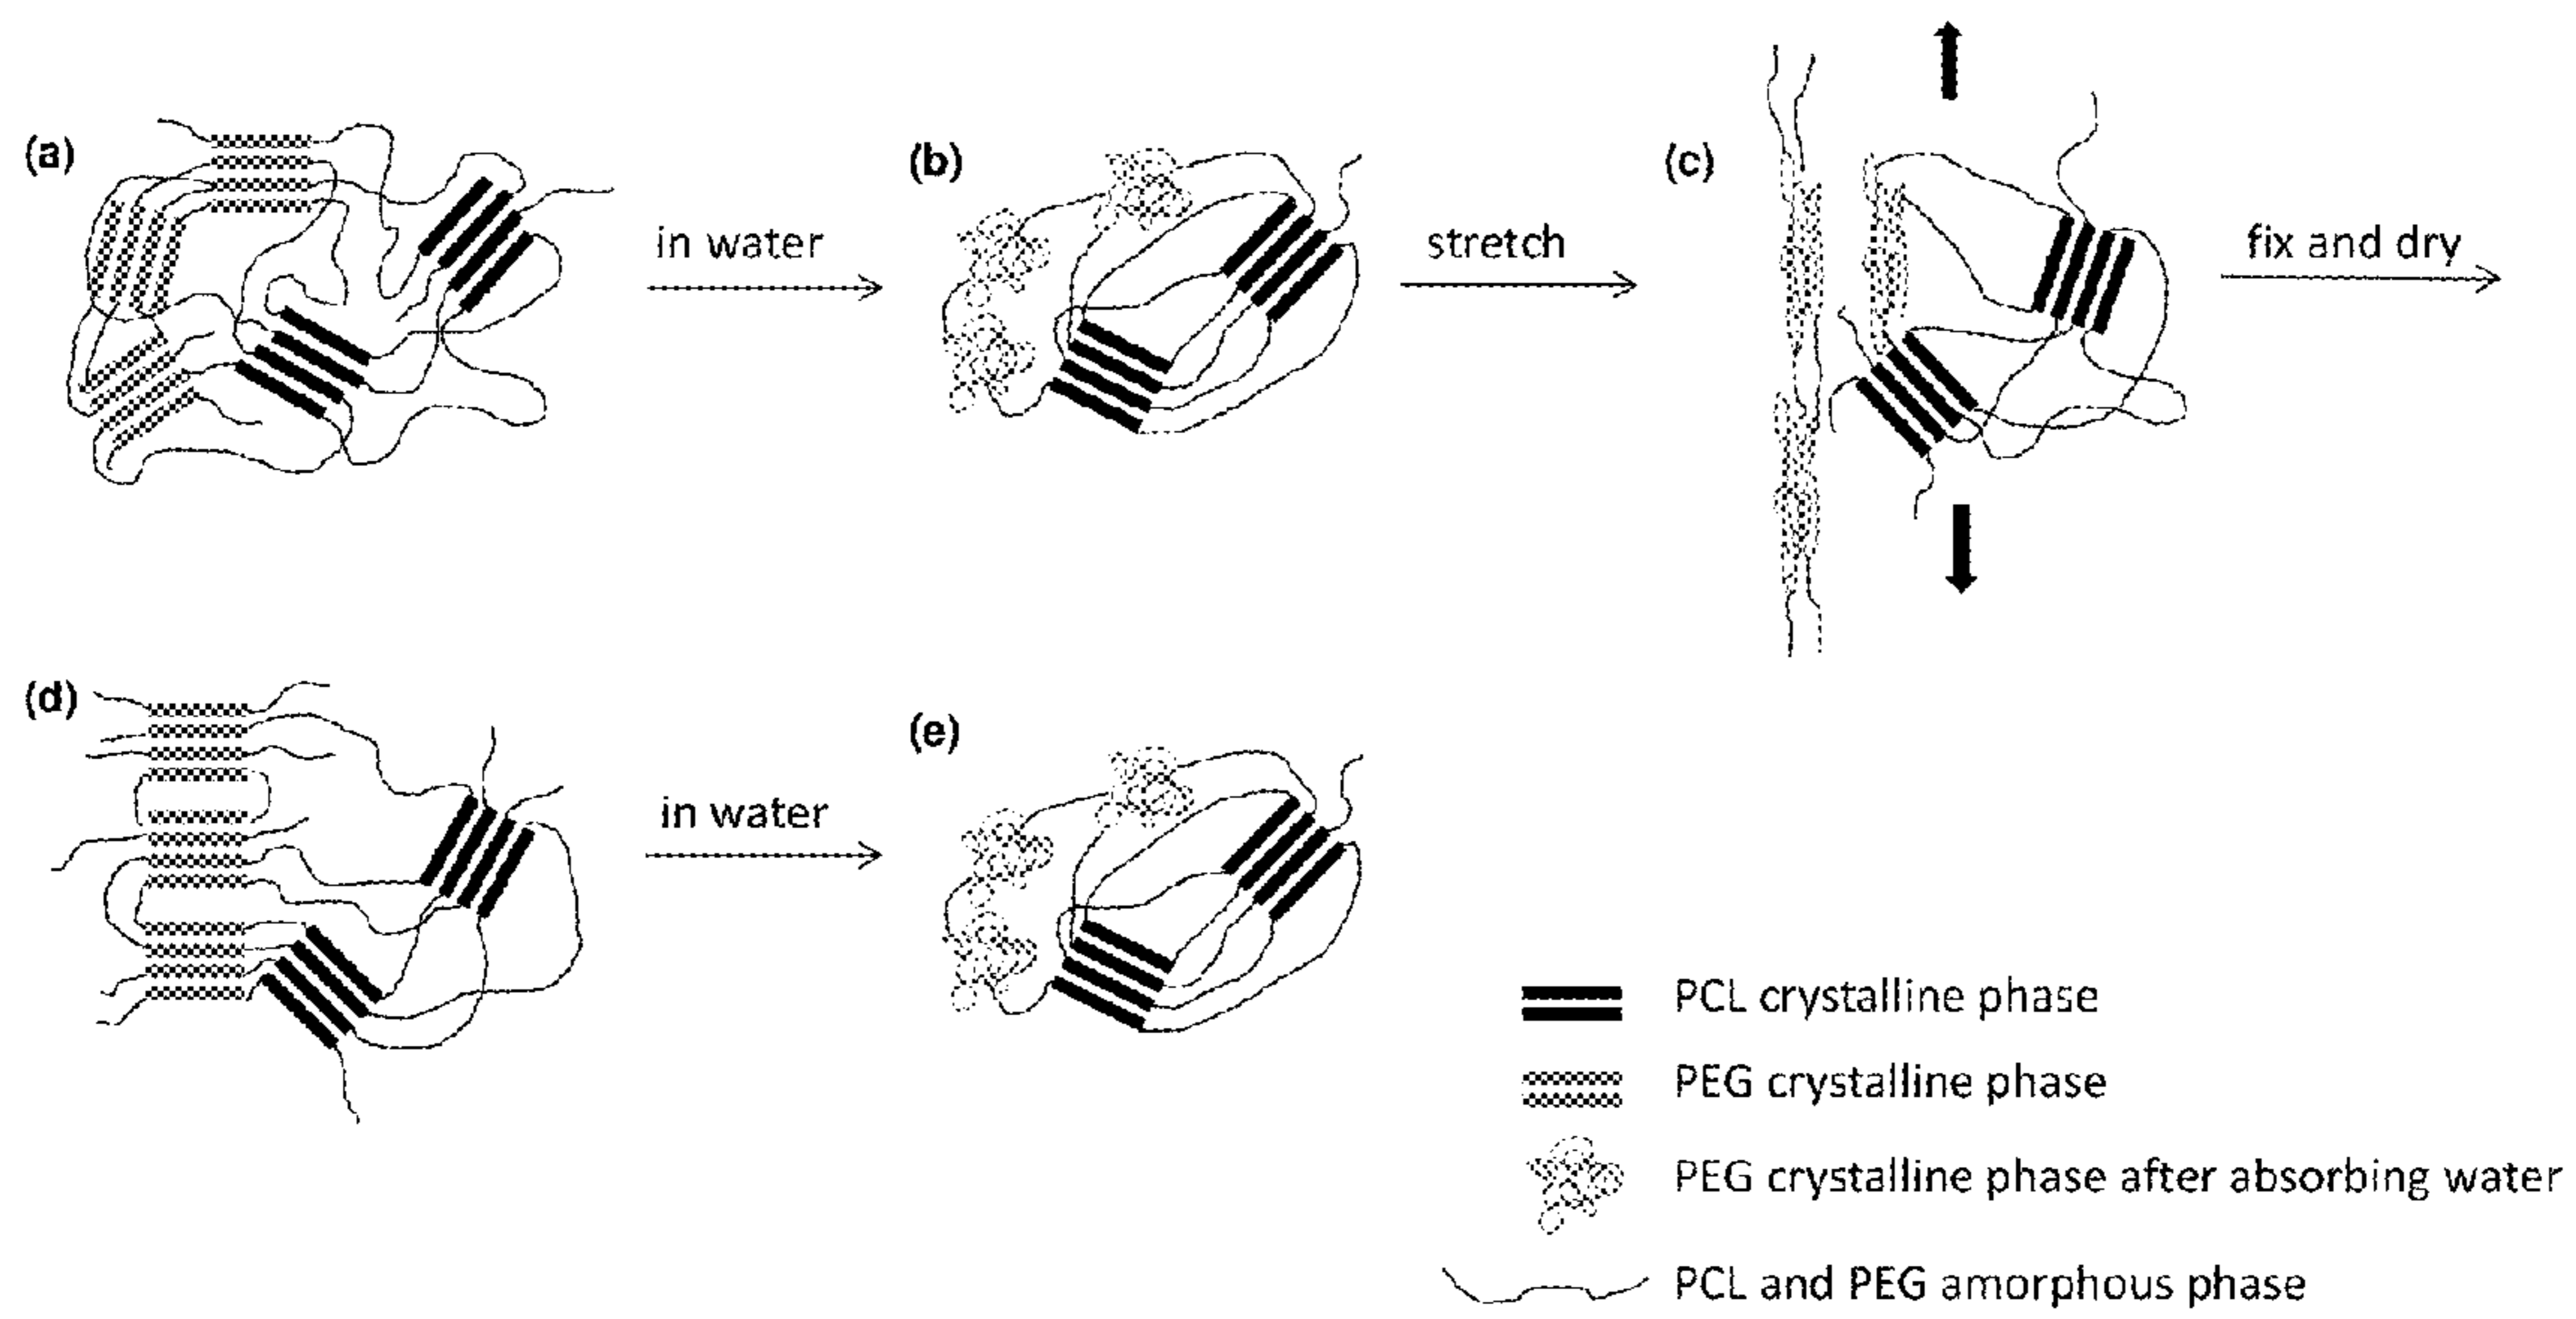 (a)
in water
(b)
stretch
(c)
fix and dry
(d)
in water
(e)
PCL crystalline phase
PEG crystalline phase
PEG crystalline phase after absorbing water
PCL and PEG amorphous phase